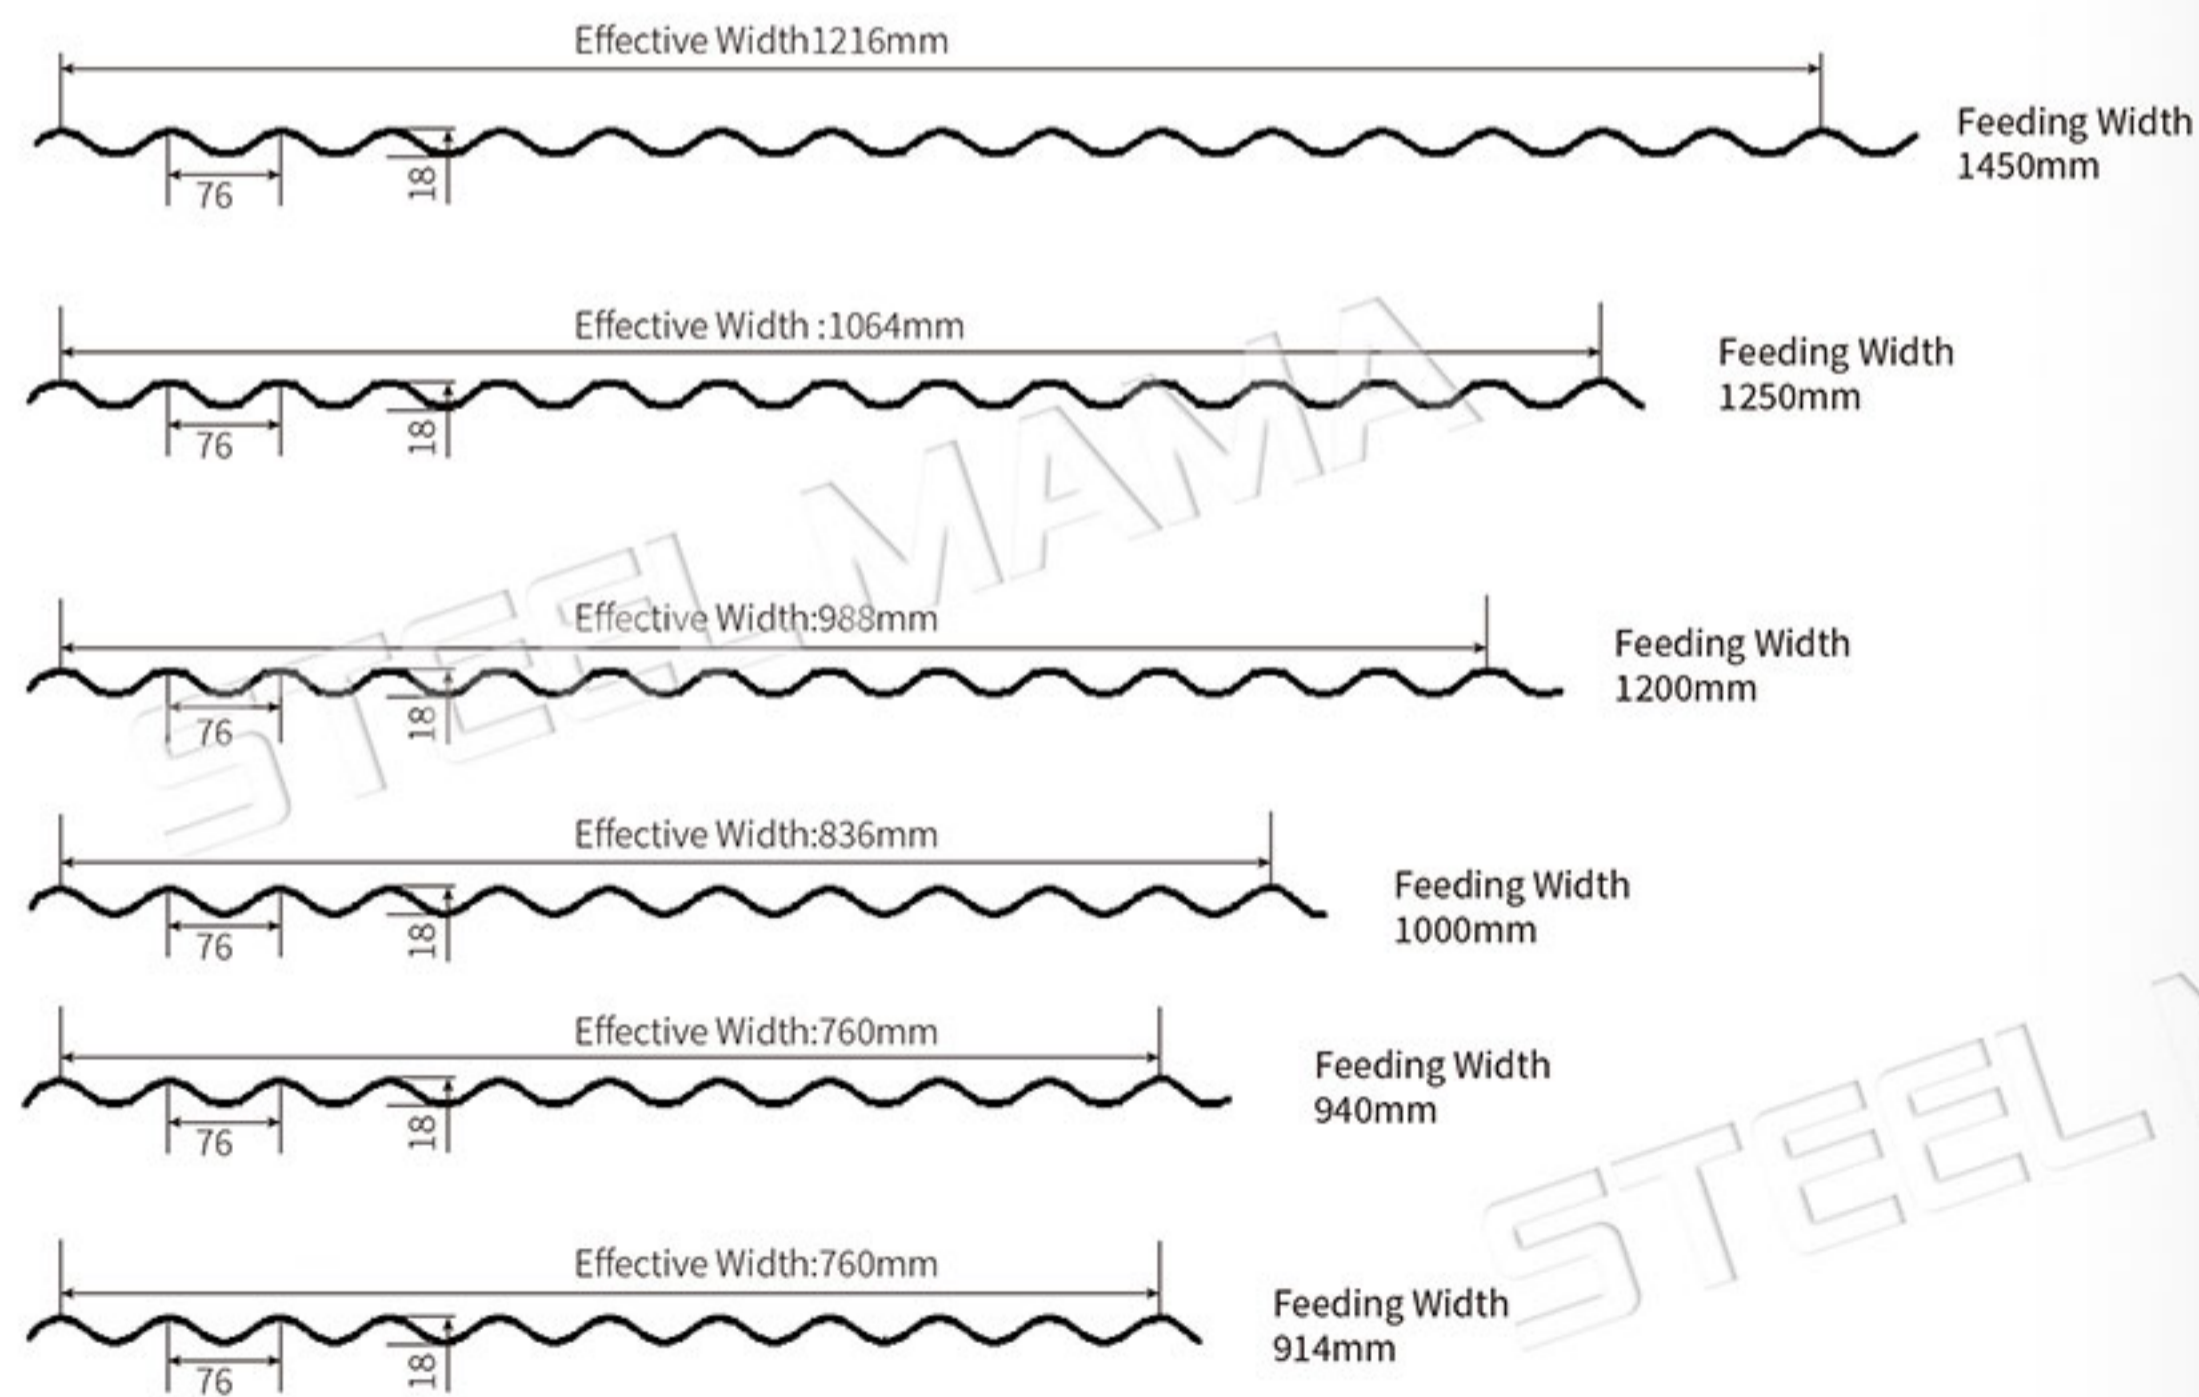 Effective Width1216mm
Feeding Width
1450mm
76
18
Effective Width :1064mm
Feeding Width
1250mm
76
18
Effective Width:988mm
Feeding Width
1200mm
76
18
Effective Width:836mm
Feeding Width
1000mm
76
18
Effective Width:760mm
Feeding Width
940mm
76
18
Effective Width:760mm
Feeding Width
914mm
76
18
STEEL MAMA
STEEL